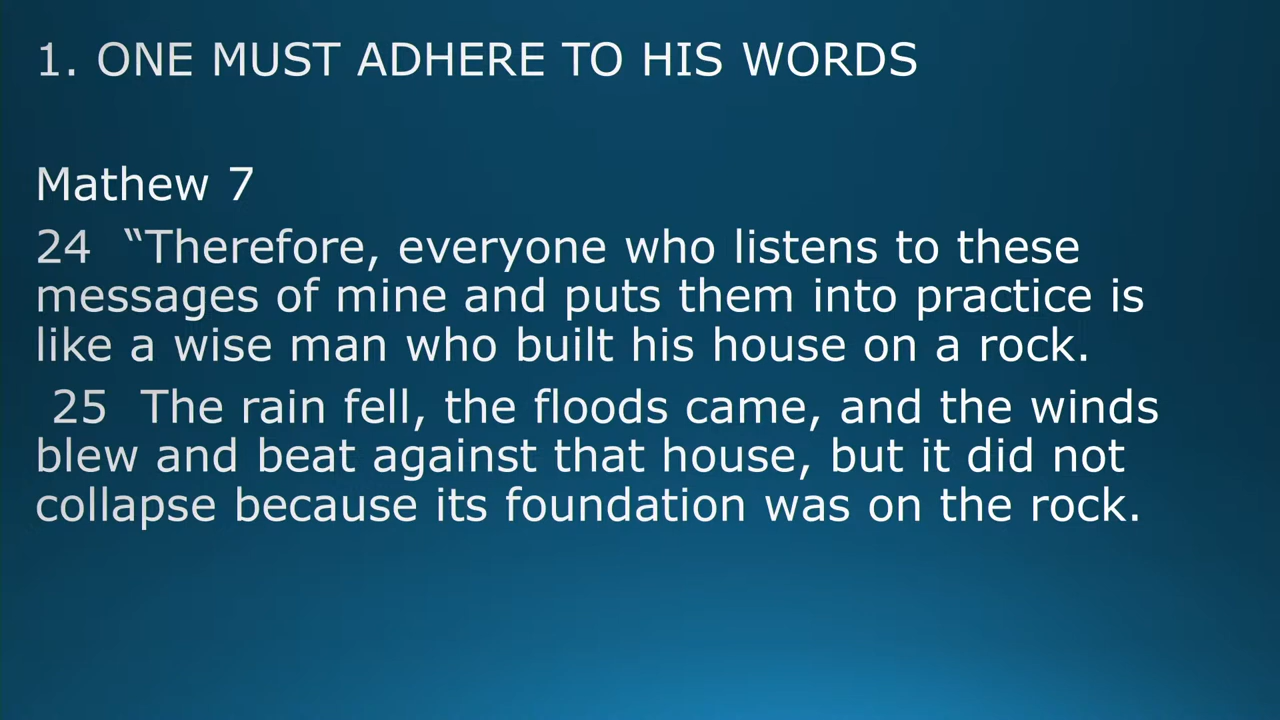 1. ONE MUST ADHERE TO HIS WORDS
Mathew 7
24 “Therefore, everyone who listens to these
messages of mine and puts them into practice is
like a wise man who built his house on a rock.
25 The rain fell, the floods came, and the winds
blew and beat against that house, but it did not
collapse because its foundation was on the rock.